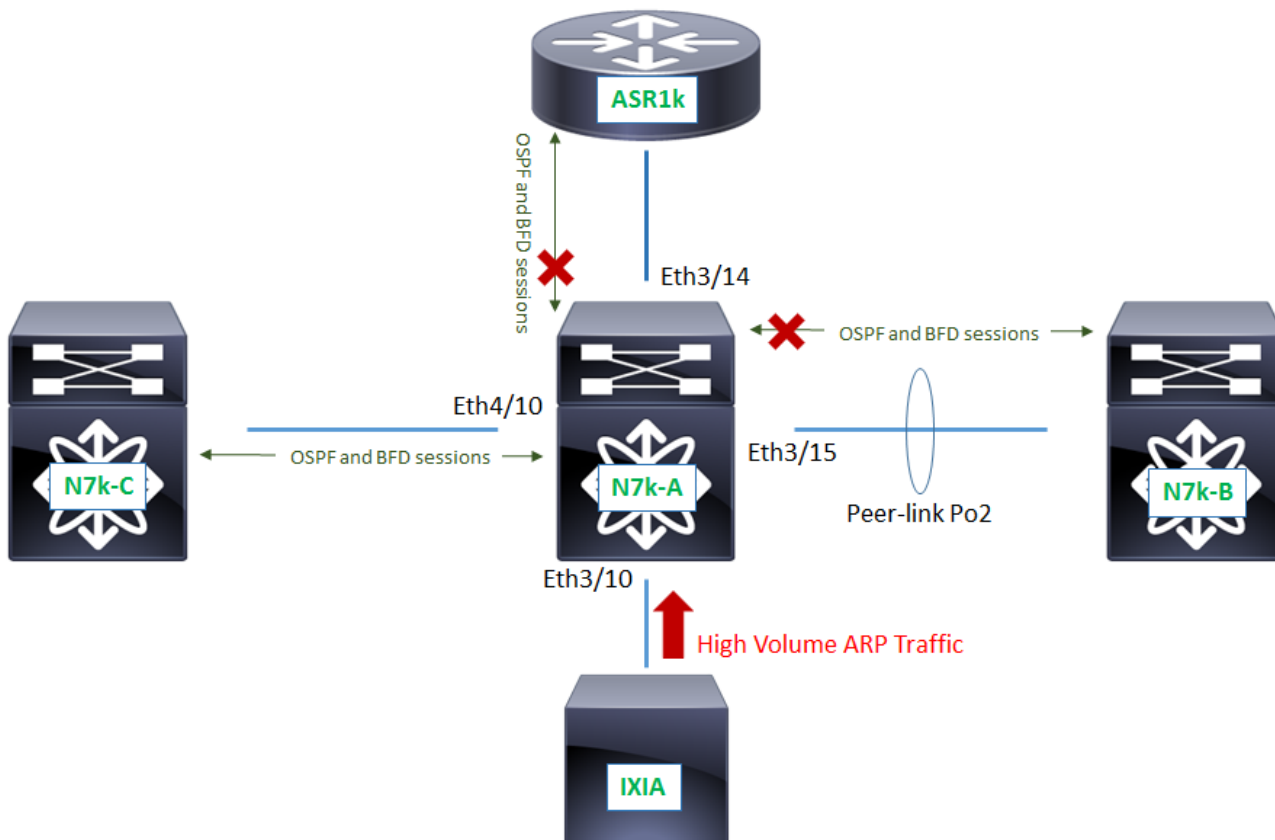 ASR1k
OSPF and BFD sessions
Eth3/14
OSPF and BFD sessions
Eth4/10
Eth3/15
OSPF and BFD sessions
N7k-C
N7k-A
N7k-B
Peer-link Po2
Eth3/10
High Volume ARP Traffic
IXIA